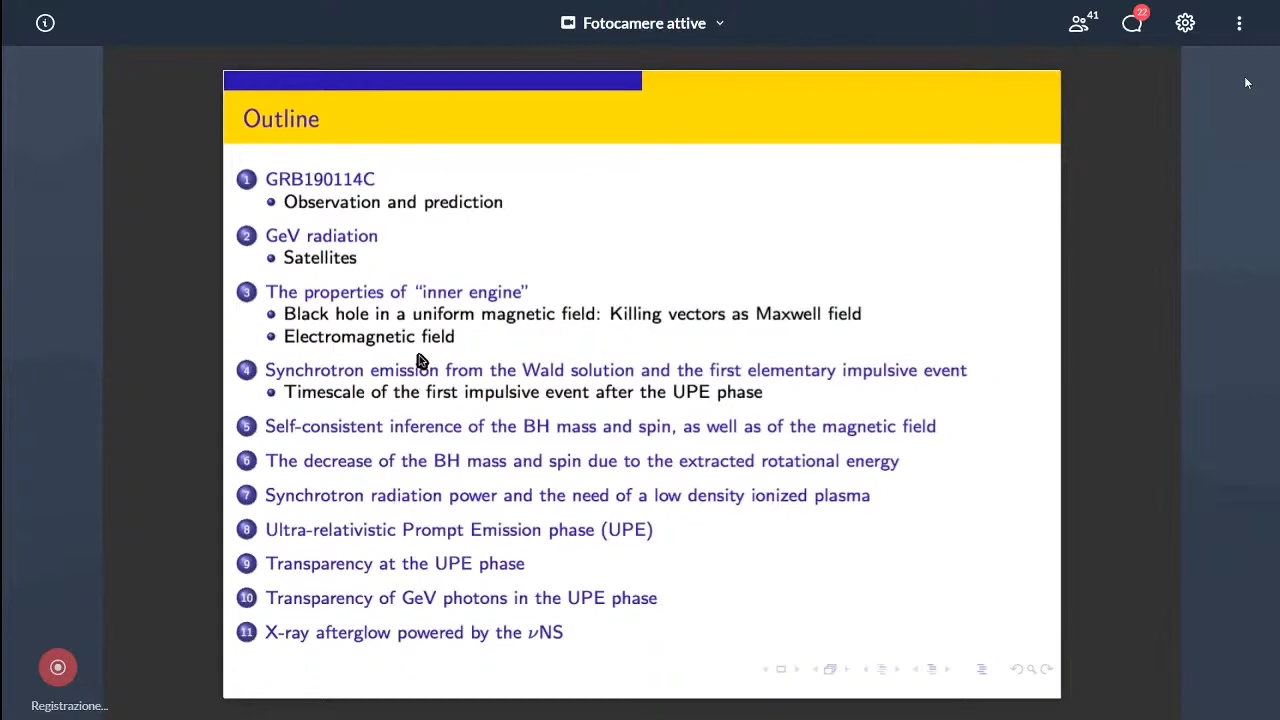 Fotocamere attive
41
22
Outline
1 GRB190114C
Observation and prediction
2 GeV radiation
Satellites
3 The properties of “inner engine”
Black hole in a uniform magnetic field: Killing vectors as Maxwell field
Electromagnetic field
4 Synchrotron emission from the Wald solution and the first elementary impulsive event
Timescale of the first impulsive event after the UPE phase
5 Self-consistent inference of the BH mass and spin, as well as of the magnetic field
6 The decrease of the BH mass and spin due to the extracted rotational energy
7 Synchrotron radiation power and the need of a low density ionized plasma
8 Ultra-relativistic Prompt Emission phase (UPE)
9 Transparency at the UPE phase
10 Transparency of GeV photons in the UPE phase
11 X-ray afterglow powered by the νNS
Registrazione...